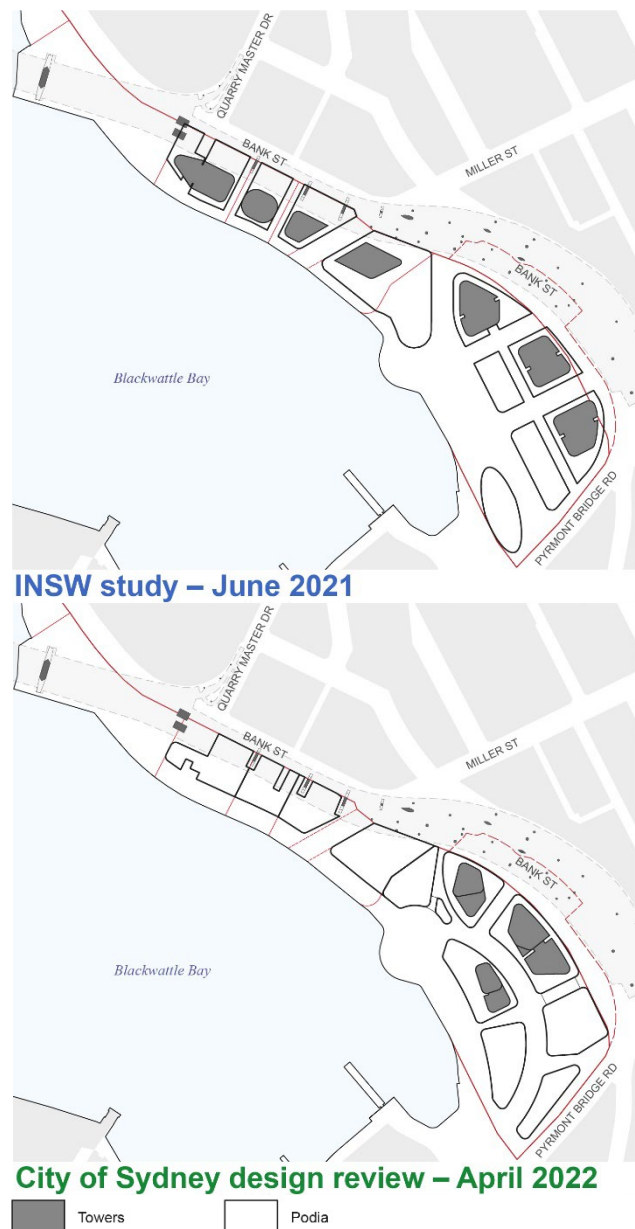 QUARRY MASTER DR
BANK ST
MILLER ST
BANK ST
Blackwattle Bay
PYRMONT BRIDGE RD
INSW study – June 2021
QUARRY MASTER DR
BANK ST
MILLER ST
BANK ST
Blackwattle Bay
PYRMONT BRIDGE RD
City of Sydney design review – April 2022
Towers
Podia